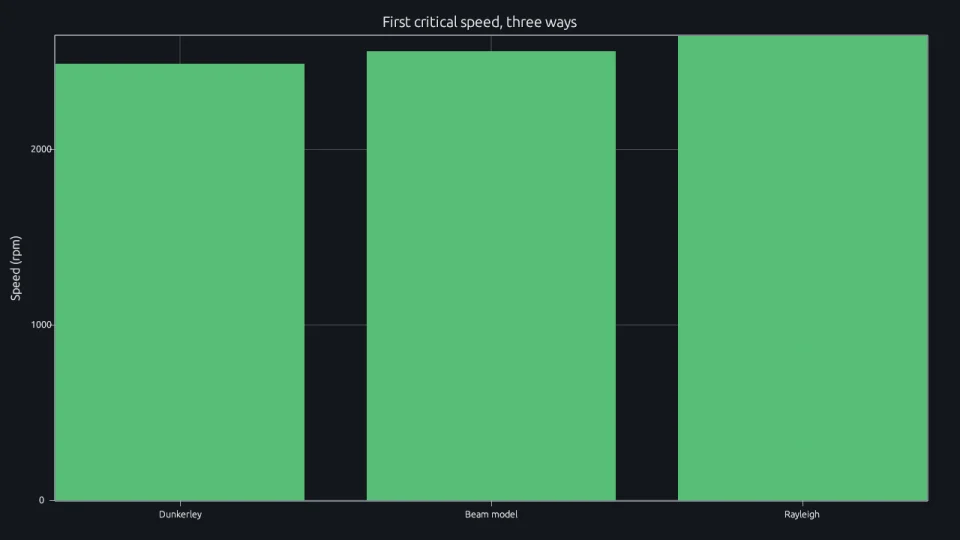 First critical speed, three ways
Speed (rpm)
2000
1000
0
Dunkerley
Beam model
Rayleigh